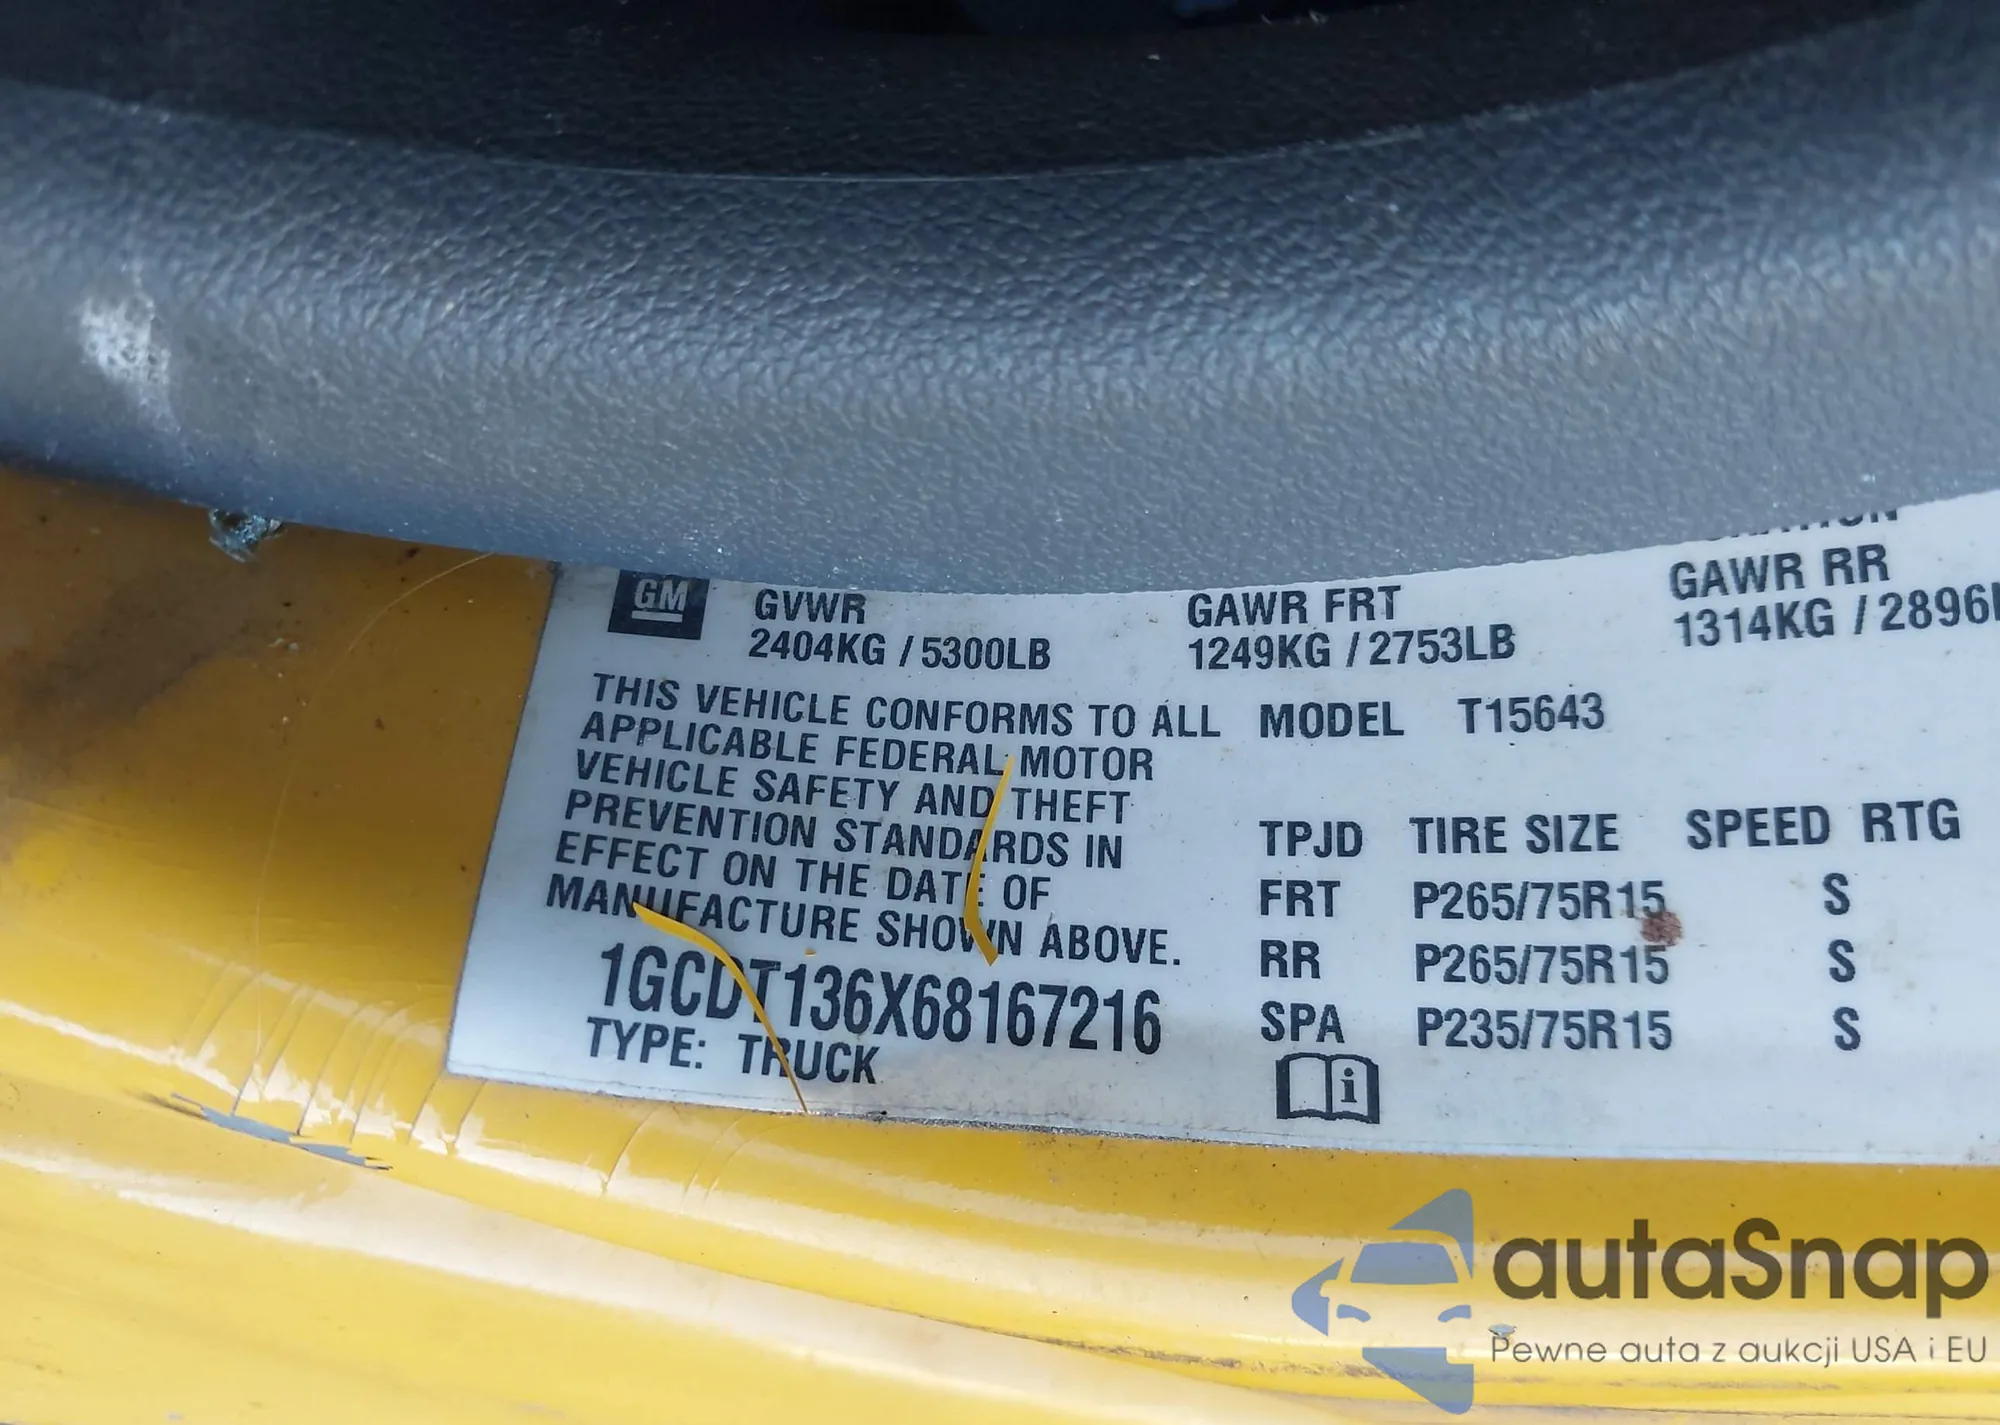 GM
GVWR
2404KG / 5300LB
GAWR FRT
1249KG / 2753LB
GAWR RR
1314KG / 2896
THIS VEHICLE CONFORMS TO ALL
APPLICABLE FEDERAL MOTOR
VEHICLE SAFETY AND THEFT
PREVENTION STANDARDS IN
EFFECT ON THE DATE OF
MANUFACTURE SHOWN ABOVE.
1GCDT136X68167216
TYPE: TRUCK
MODEL T15643
TPJD TIRE SIZE SPEED RTG
FRT P265/75R15 S
RR P265/75R15 S
SPA P235/75R15 S
i
autaSnap
Pewne auta z aukcji USA i EU